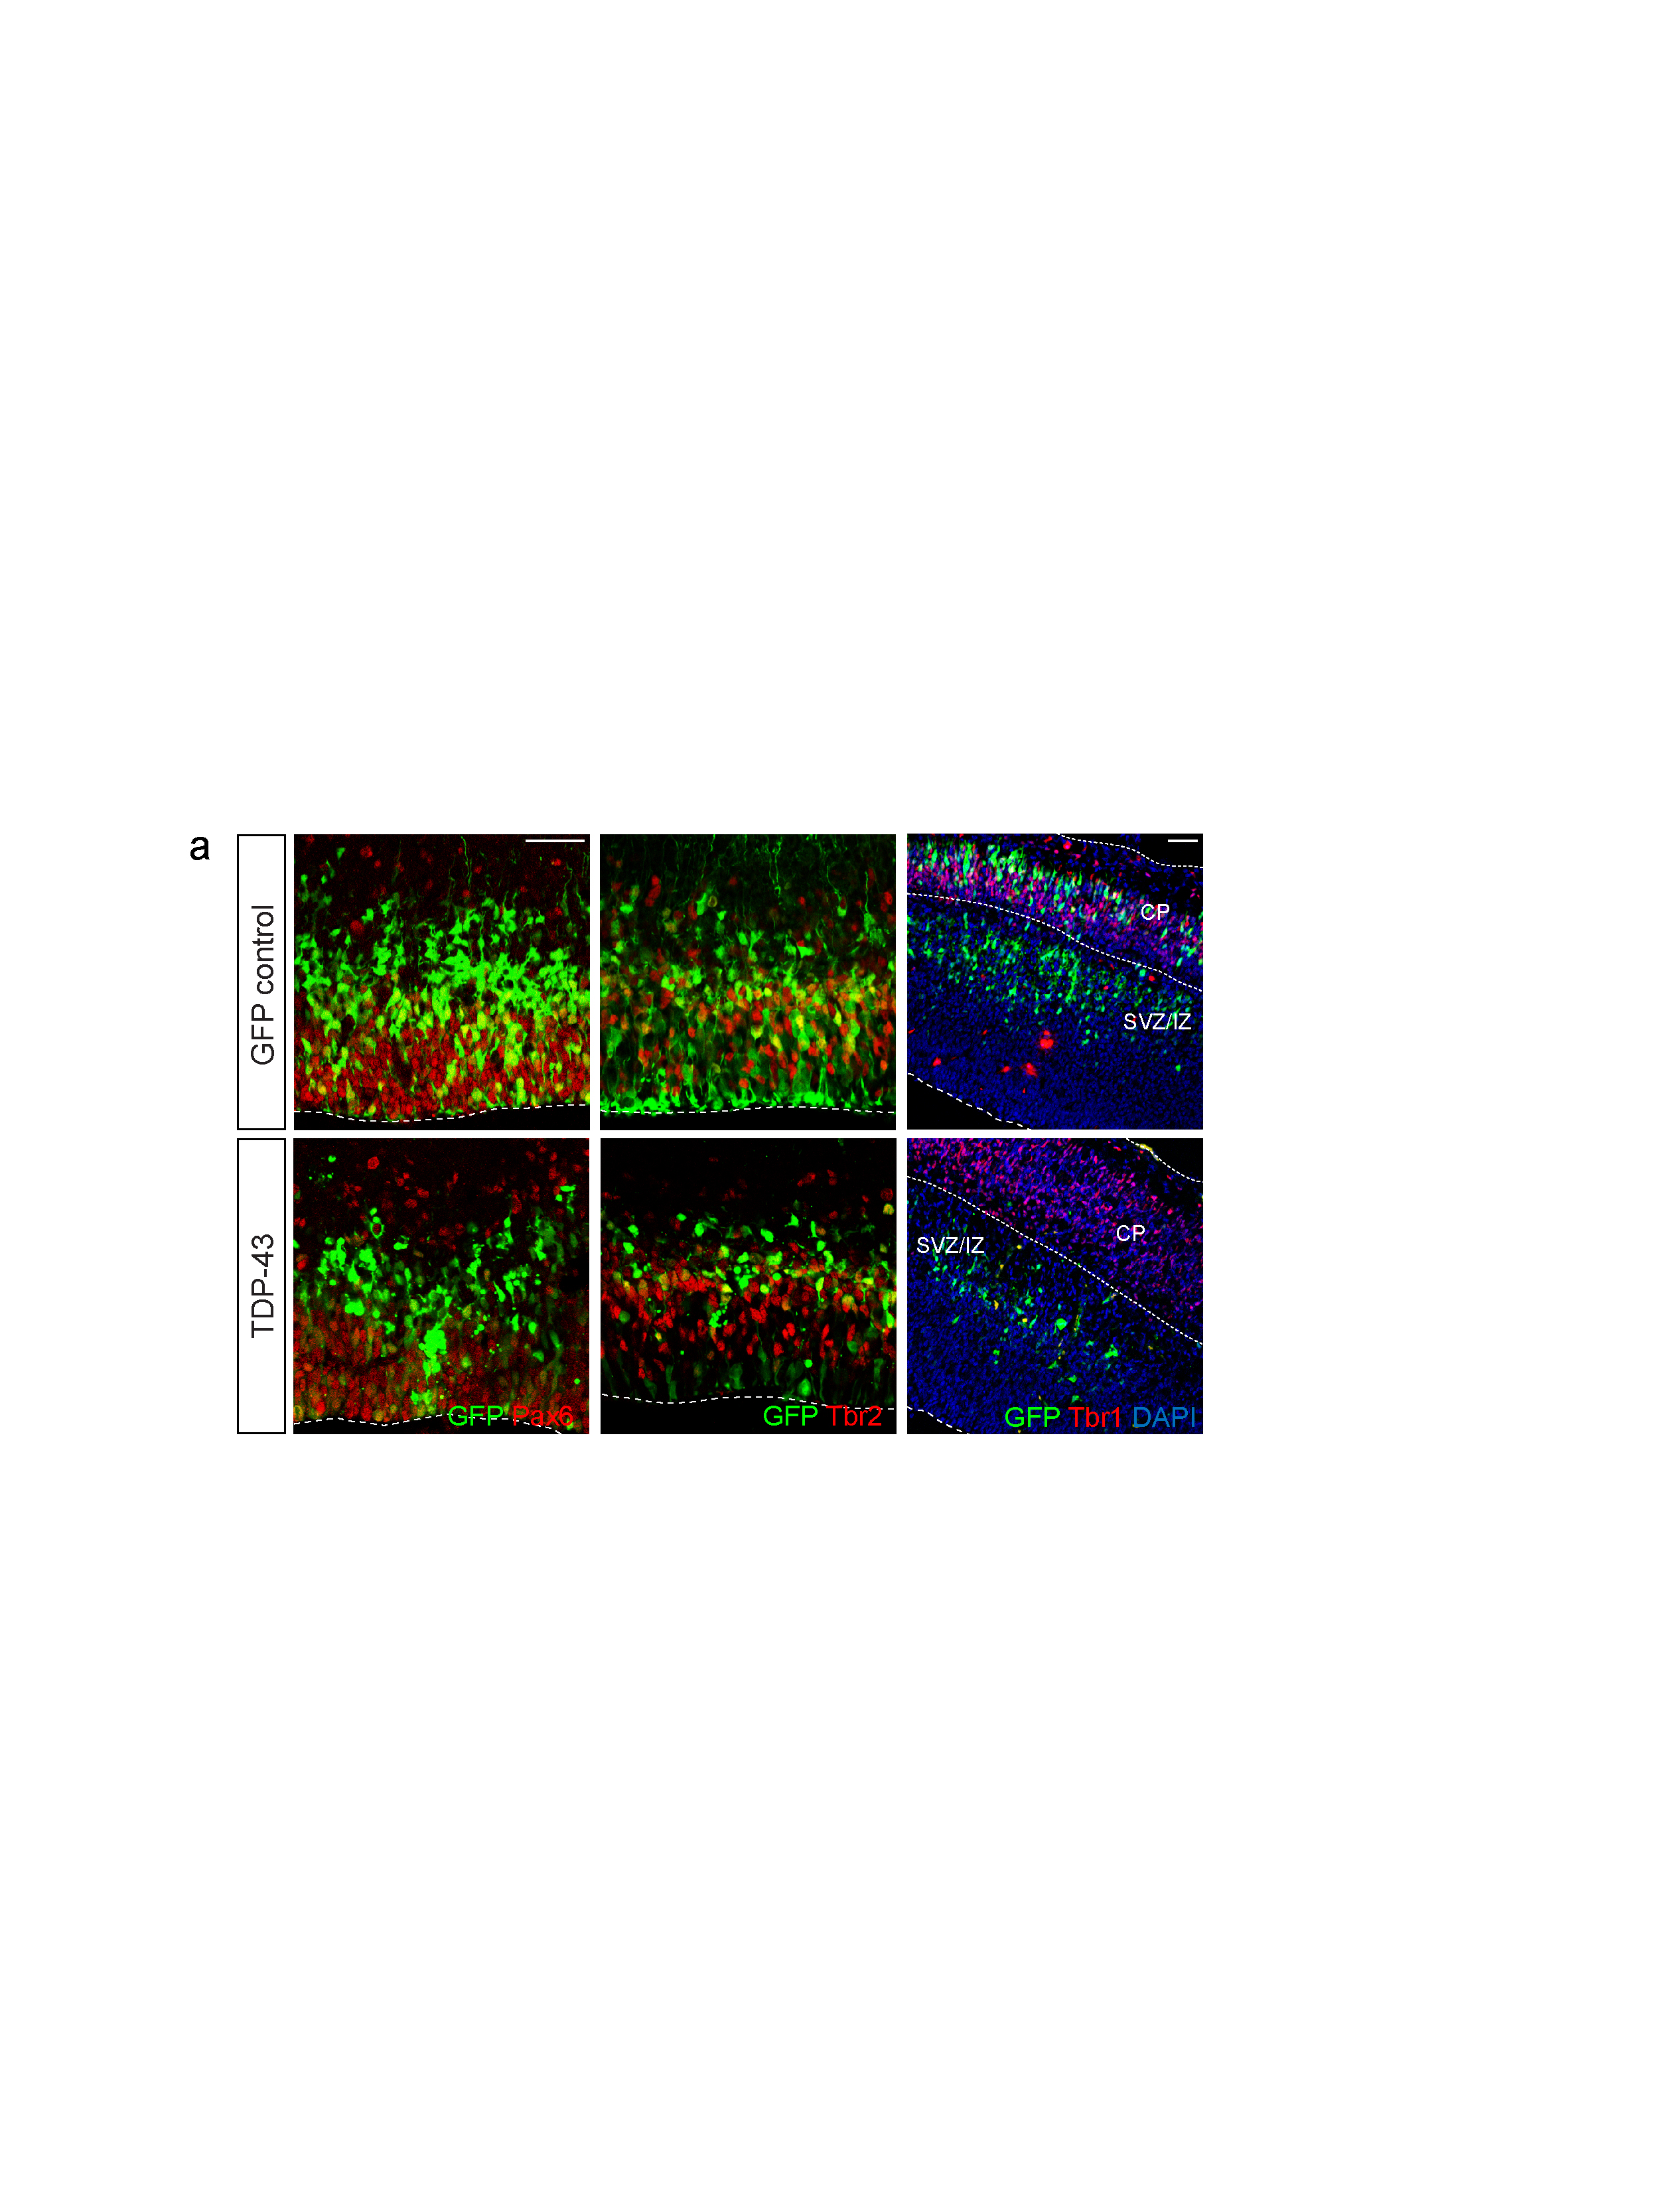 a
GFP control
CP
SVZ/IZ
TDP-43
SVZ/IZ
CP
GFP Pax6
GFP Tbr2
GFP Tbr1 DAPI